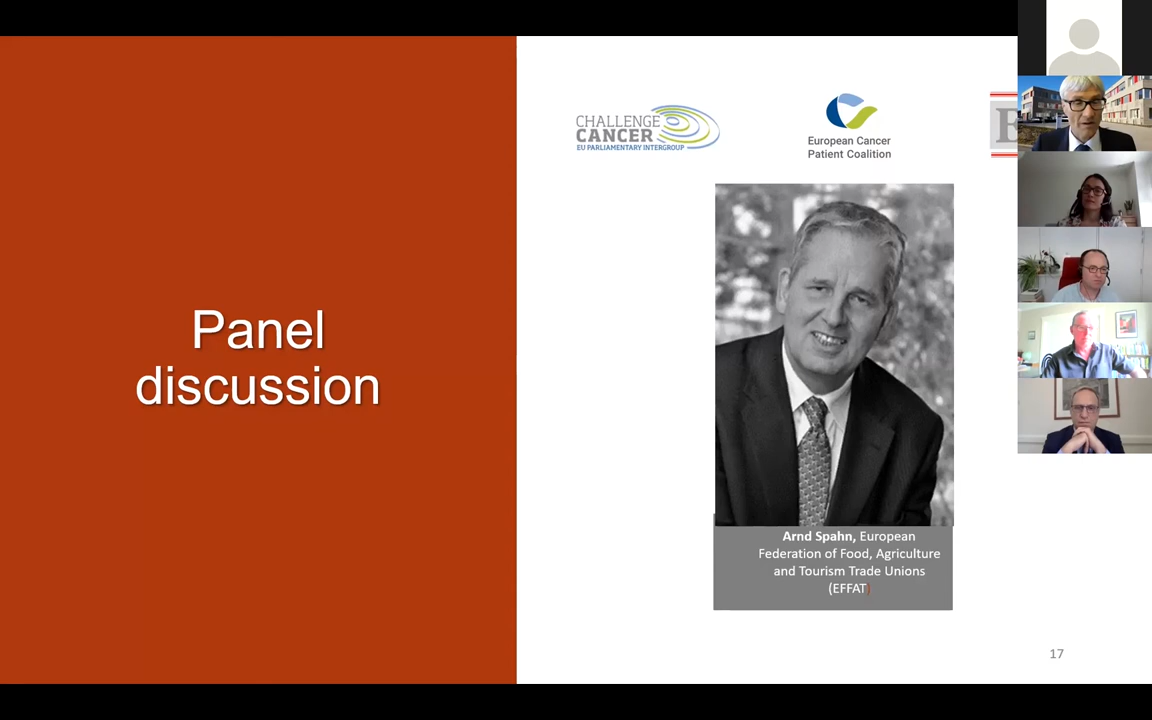 CHALLENGE
CANCER
EU PARLIAMENTARY INTERGROUP
European Cancer
Patient Coalition
E
Panel
discussion
Arnd Spahn, European
Federation of Food, Agriculture
and Tourism Trade Unions
(EFFAT)
17